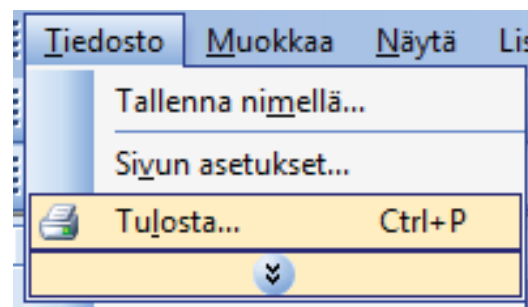 Tiedosto Muokkaa Näytä Lis
Tallenna nimellä...
Sivun asetukset...
Tulosta... Ctrl+P